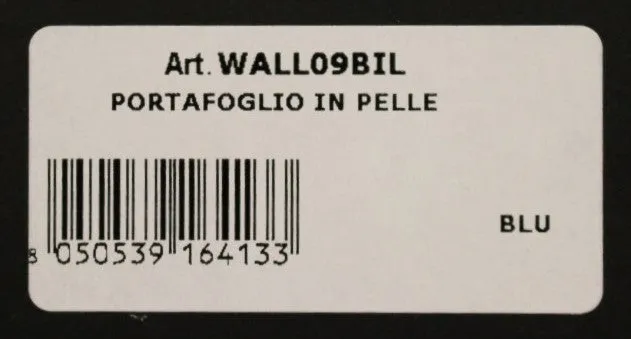 Art. WALL09BIL
PORTAFOGLIO IN PELLE
BLU
8 050539 164133